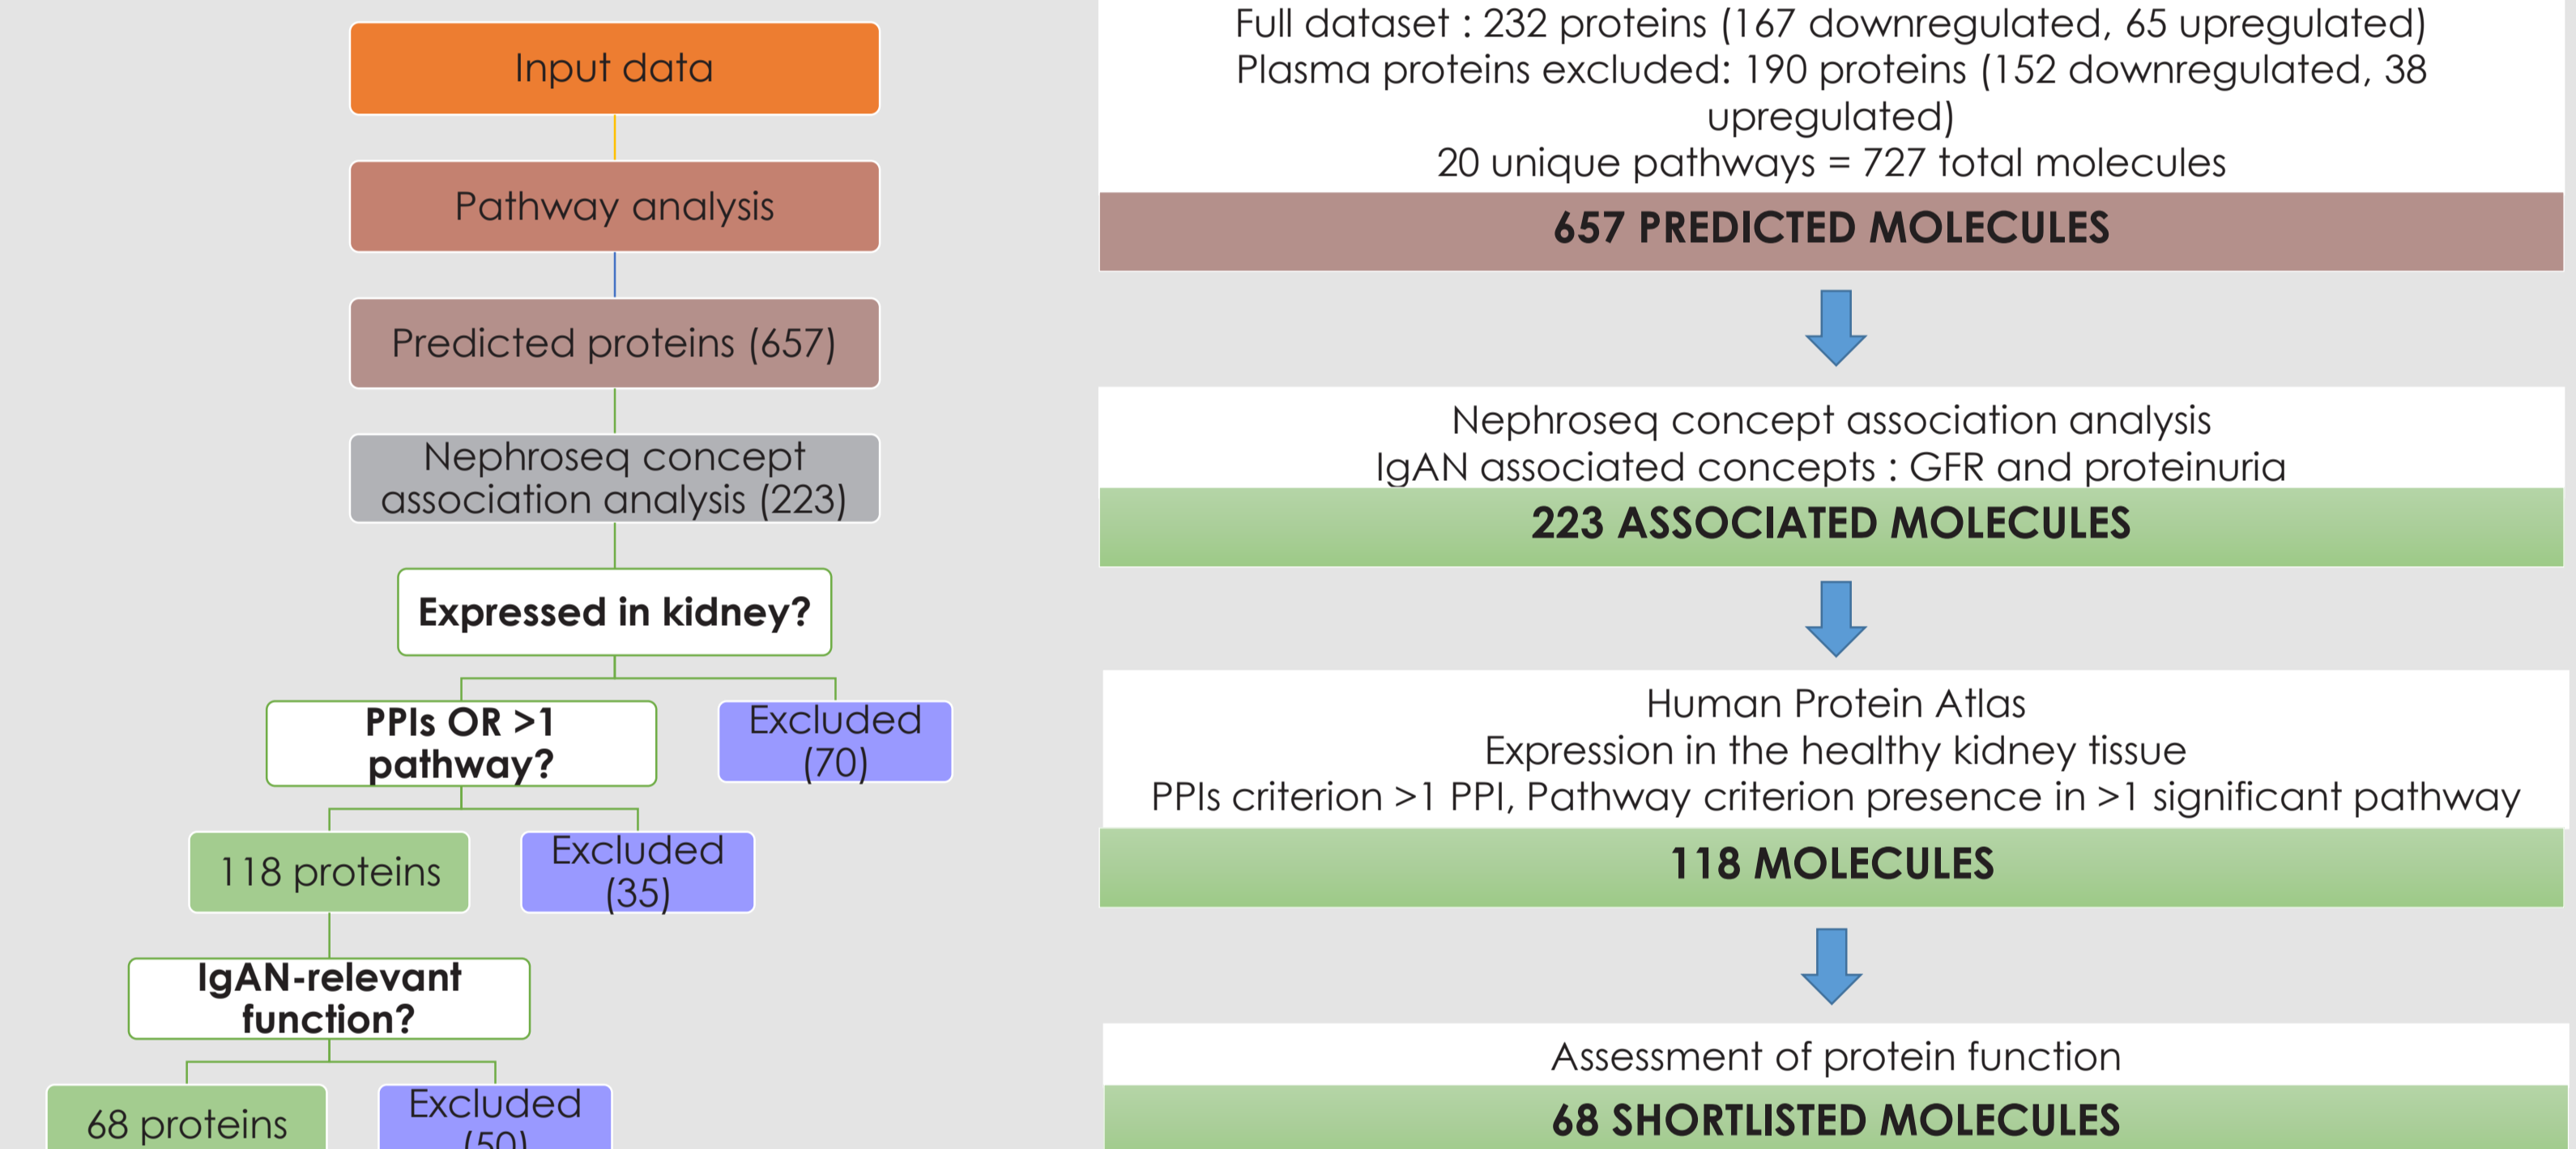 Input data
Pathway analysis
Predicted proteins (657)
Nephroseq concept
association analysis (223)
Expressed in kidney?
PPIs OR >1
pathway?
Excluded
(70)
118 proteins
Excluded
(35)
IgAN-relevant
function?
68 proteins
Excluded
(50)
Full dataset : 232 proteins (167 downregulated, 65 upregulated)
Plasma proteins excluded: 190 proteins (152 downregulated, 38
upregulated)
20 unique pathways = 727 total molecules
657 PREDICTED MOLECULES
Nephroseq concept association analysis
IgAN associated concepts : GFR and proteinuria
223 ASSOCIATED MOLECULES
Human Protein Atlas
Expression in the healthy kidney tissue
PPIs criterion >1 PPI, Pathway criterion presence in >1 significant pathway
118 MOLECULES
Assessment of protein function
68 SHORTLISTED MOLECULES